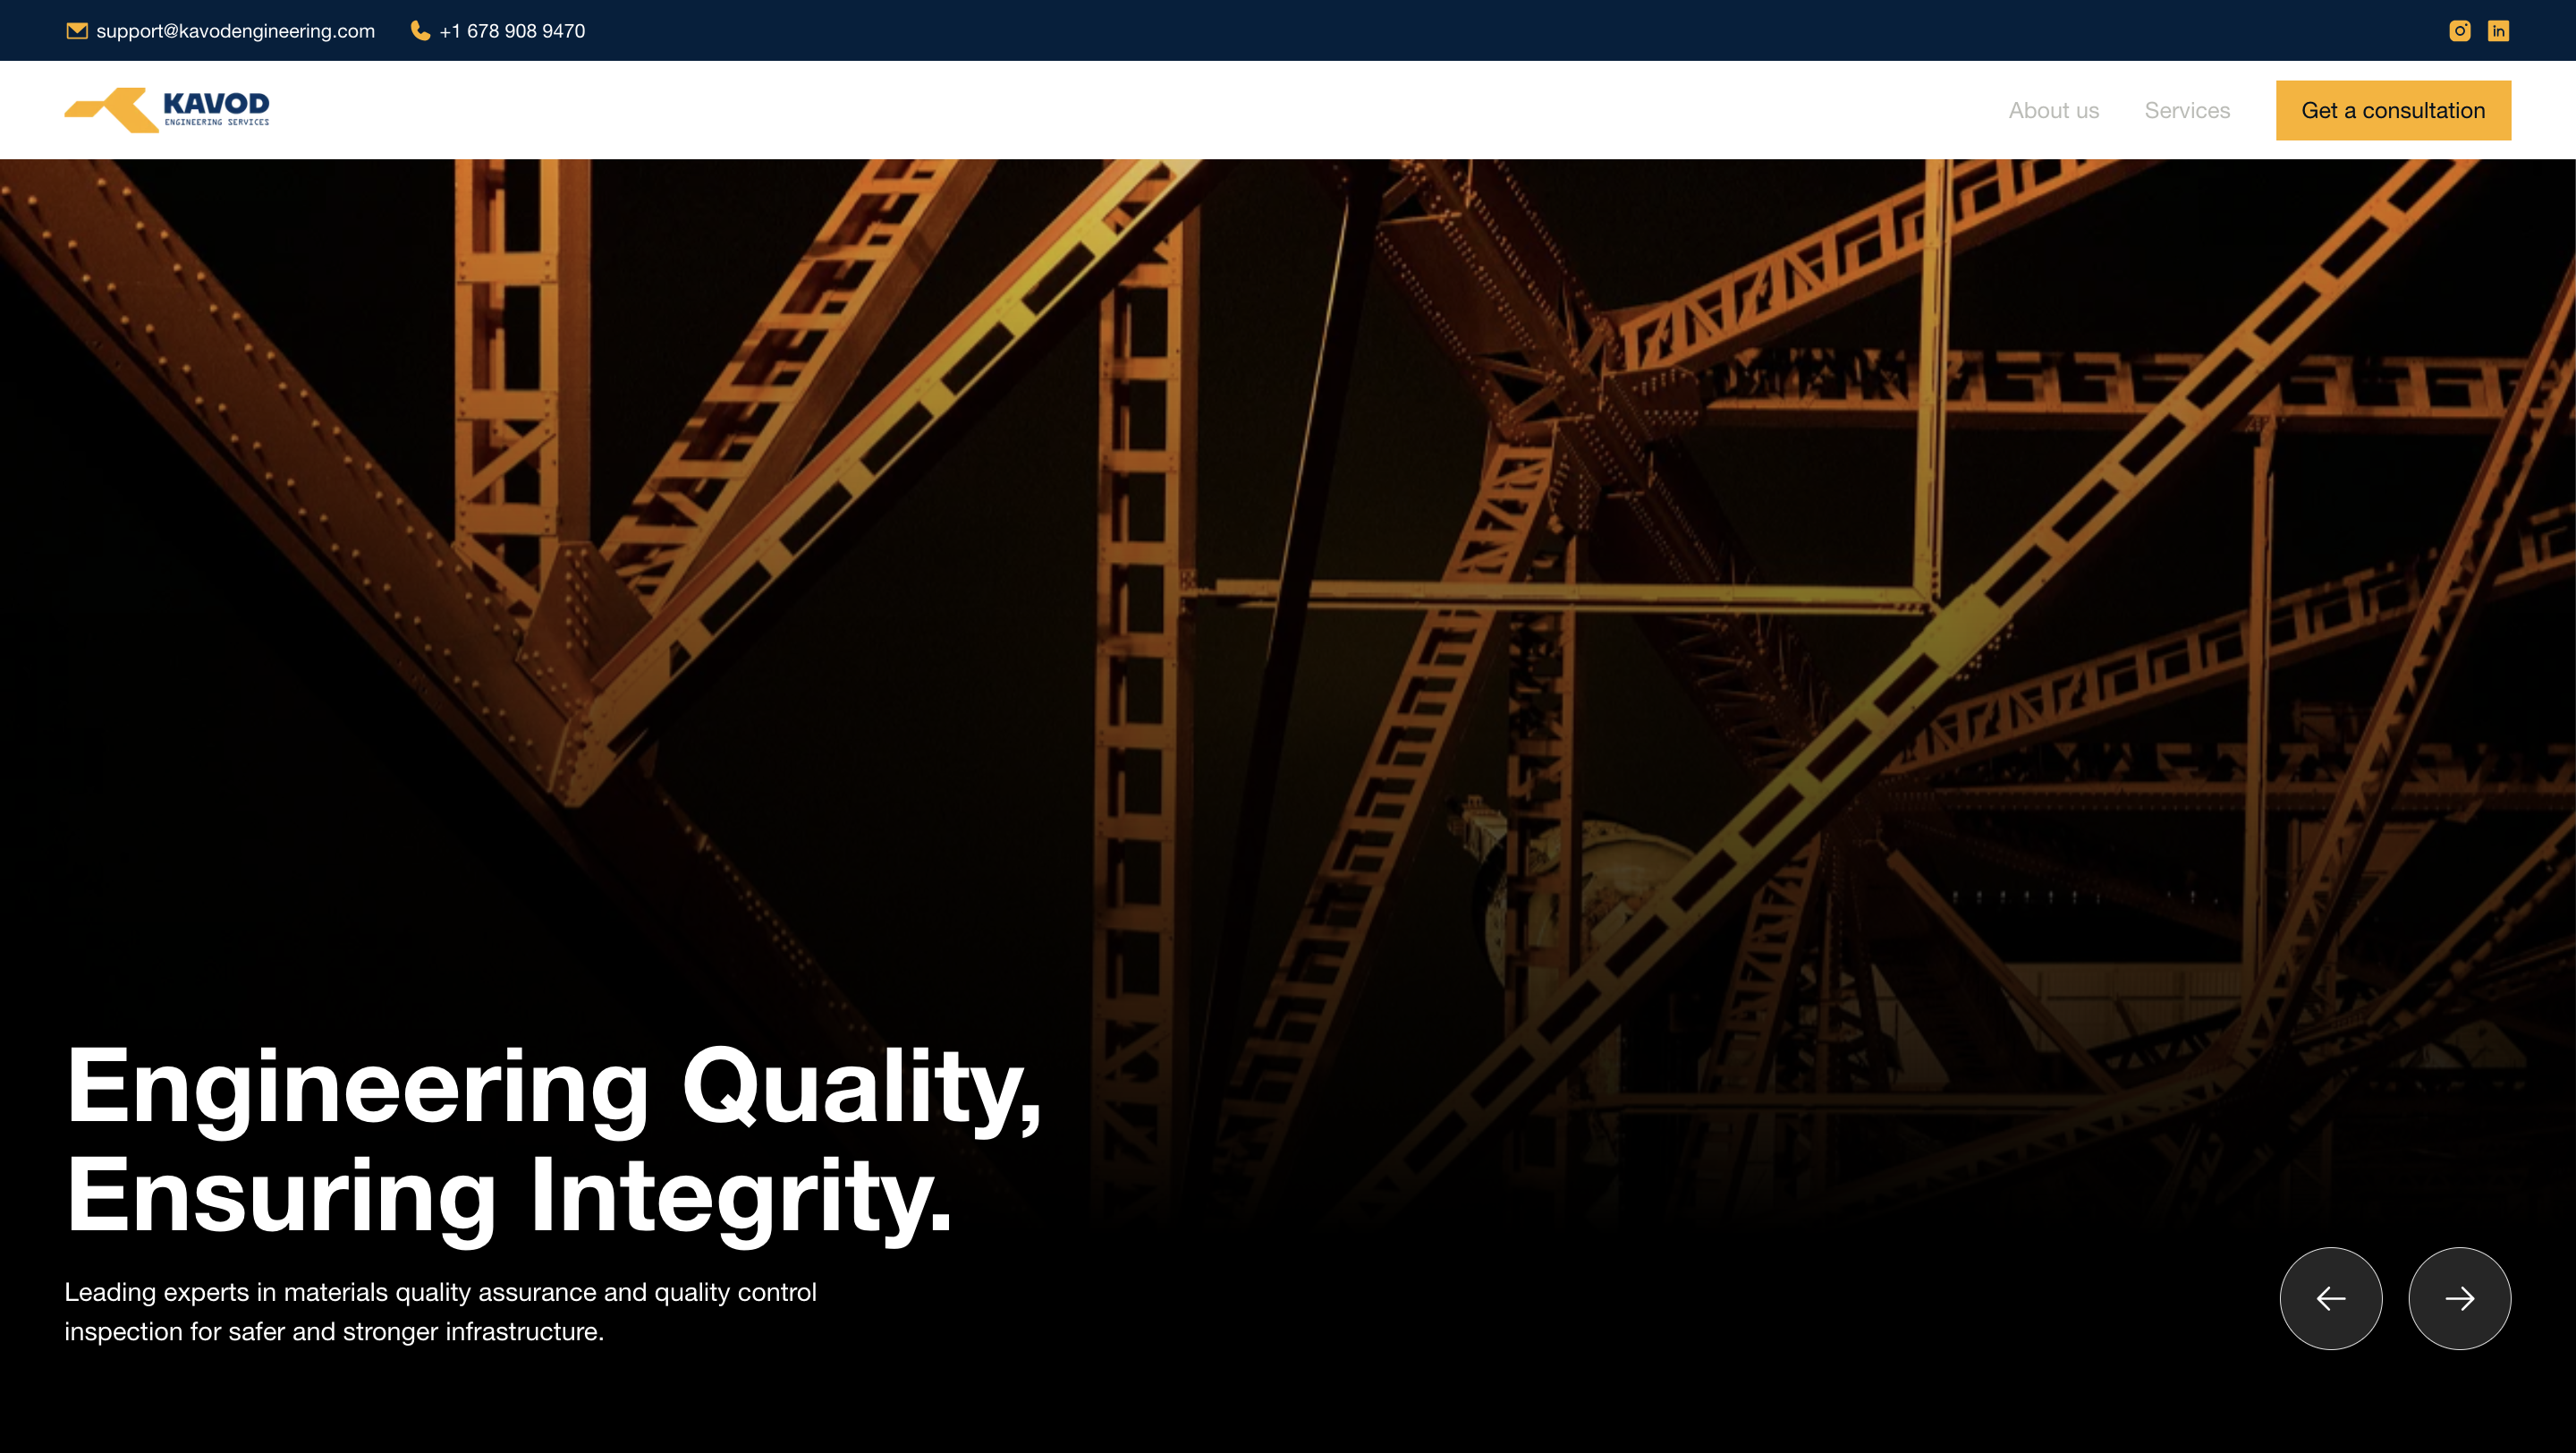 support@kavodengineering.com
+1 678 908 9470
in
KAVOD
ENGINEERING SERVICES
About us
Services
Get a consultation
Engineering Quality,
Ensuring Integrity.
Leading experts in materials quality assurance and quality control
inspection for safer and stronger infrastructure.